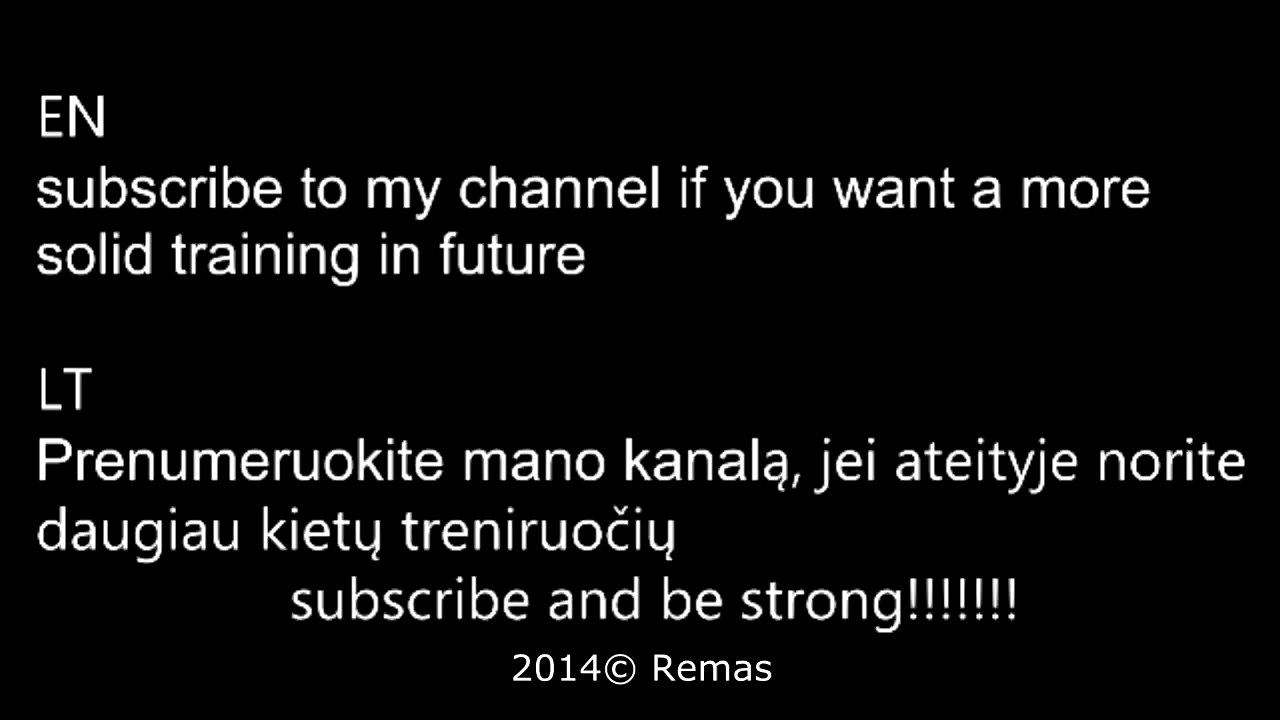 EN
subscribe to my channel if you want a more
solid training in future
LT
Prenumeruokite mano kanalą, jei ateityje norite
daugiau kietų treniruočių
subscribe and be strong!!!!!!!
2014© Remas